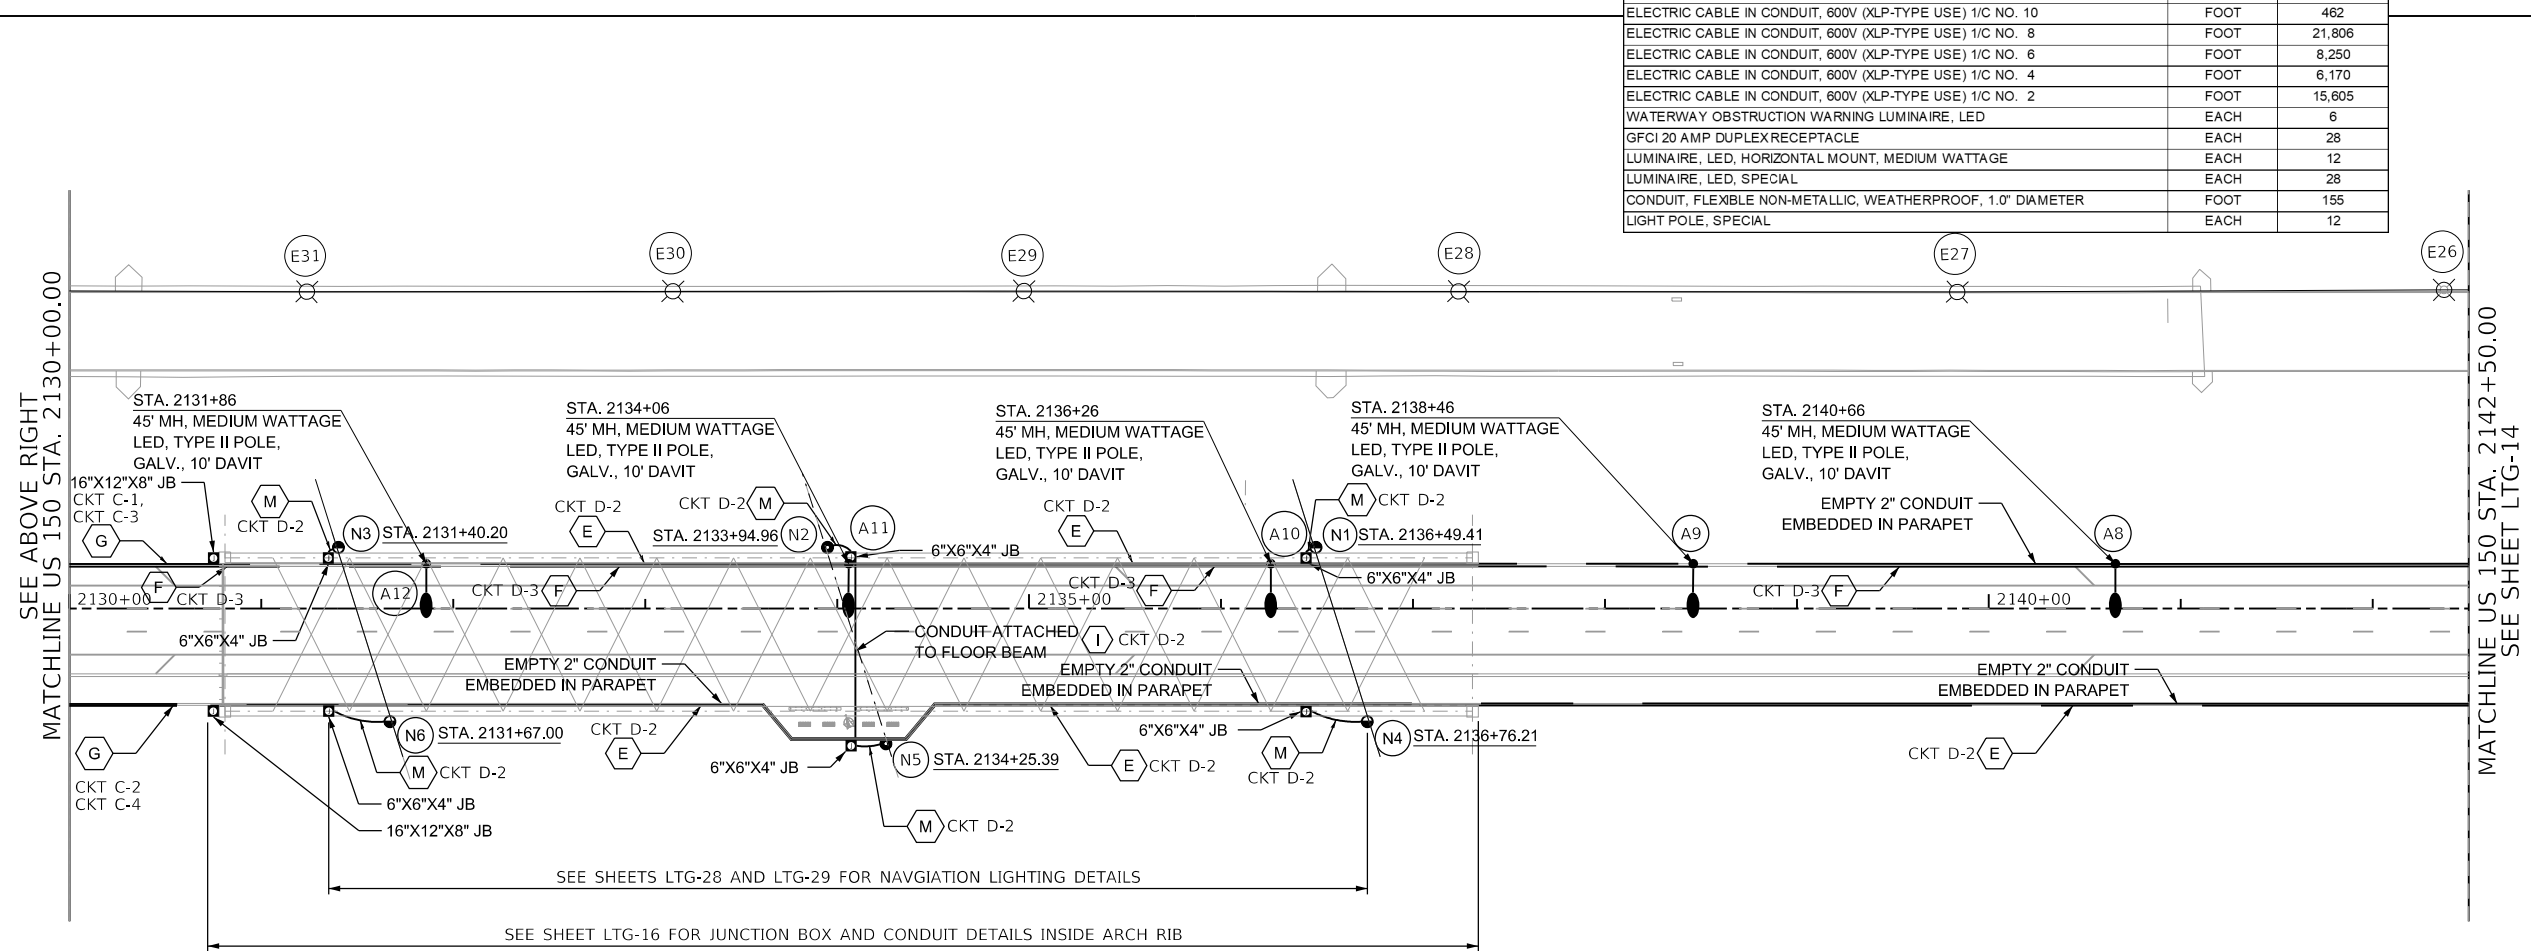 ELECTRIC CABLE IN CONDUIT, 600V (XLP-TYPE USE) 1/C NO. 10 FOOT 462
ELECTRIC CABLE IN CONDUIT, 600V (XLP-TYPE USE) 1/C NO. 8 FOOT 21,806
ELECTRIC CABLE IN CONDUIT, 600V (XLP-TYPE USE) 1/C NO. 6 FOOT 8,250
ELECTRIC CABLE IN CONDUIT, 600V (XLP-TYPE USE) 1/C NO. 4 FOOT 6,170
ELECTRIC CABLE IN CONDUIT, 600V (XLP-TYPE USE) 1/C NO. 2 FOOT 15,605
WATERWAY OBSTRUCTION WARNING LUMINAIRE, LED EACH 6
GFCI 20 AMP DUPLEX RECEPTACLE EACH 28
LUMINAIRE, LED, HORIZONTAL MOUNT, MEDIUM WATTAGE EACH 12
LUMINAIRE, LED, SPECIAL EACH 28
CONDUIT, FLEXIBLE NON-METALLIC, WEATHERPROOF, 1.0" DIAMETER FOOT 155
LIGHT POLE, SPECIAL EACH 12
E31
E30
E29
E28
E27
E26
SEE ABOVE RIGHT
MATCHLINE US 150 STA. 2130+00.00
STA. 2131+86
45' MH, MEDIUM WATTAGE
LED, TYPE II POLE,
GALV., 10' DAVIT
STA. 2134+06
45' MH, MEDIUM WATTAGE
LED, TYPE II POLE,
GALV., 10' DAVIT
STA. 2136+26
45' MH, MEDIUM WATTAGE
LED, TYPE II POLE,
GALV., 10' DAVIT
STA. 2138+46
45' MH, MEDIUM WATTAGE
LED, TYPE II POLE,
GALV., 10' DAVIT
STA. 2140+66
45' MH, MEDIUM WATTAGE
LED, TYPE II POLE,
GALV., 10' DAVIT
MATCHLINE US 150 STA. 2142+50.00
SEE SHEET LTG-14
16"X12"X8" JB
CKT C-1,
CKT C-3
G
M
CKT D-2
N3
STA. 2131+40.20
CKT D-2
E
CKT D-2
M
STA. 2133+94.96
N2
A11
6"X6"X4" JB
CKT D-2
E
A10
M
CKT D-2
N1
STA. 2136+49.41
6"X6"X4" JB
A9
EMPTY 2" CONDUIT
EMBEDDED IN PARAPET
A8
F
CKT D-3
A12
CKT D-3
F
CKT D-3
F
CKT D-3
F
2130+00
2135+00
2140+00
6"X6"X4" JB
CONDUIT ATTACHED
TO FLOOR BEAM
I
CKT D-2
EMPTY 2" CONDUIT
EMBEDDED IN PARAPET
EMPTY 2" CONDUIT
EMBEDDED IN PARAPET
EMPTY 2" CONDUIT
EMBEDDED IN PARAPET
G
CKT C-2
CKT C-4
N6
STA. 2131+67.00
M
CKT D-2
6"X6"X4" JB
16"X12"X8" JB
CKT D-2
E
6"X6"X4" JB
N5
STA. 2134+25.39
M
CKT D-2
E
CKT D-2
6"X6"X4" JB
M
CKT D-2
N4
STA. 2136+76.21
CKT D-2
E
SEE SHEETS LTG-28 AND LTG-29 FOR NAVGIATION LIGHTING DETAILS
SEE SHEET LTG-16 FOR JUNCTION BOX AND CONDUIT DETAILS INSIDE ARCH RIB